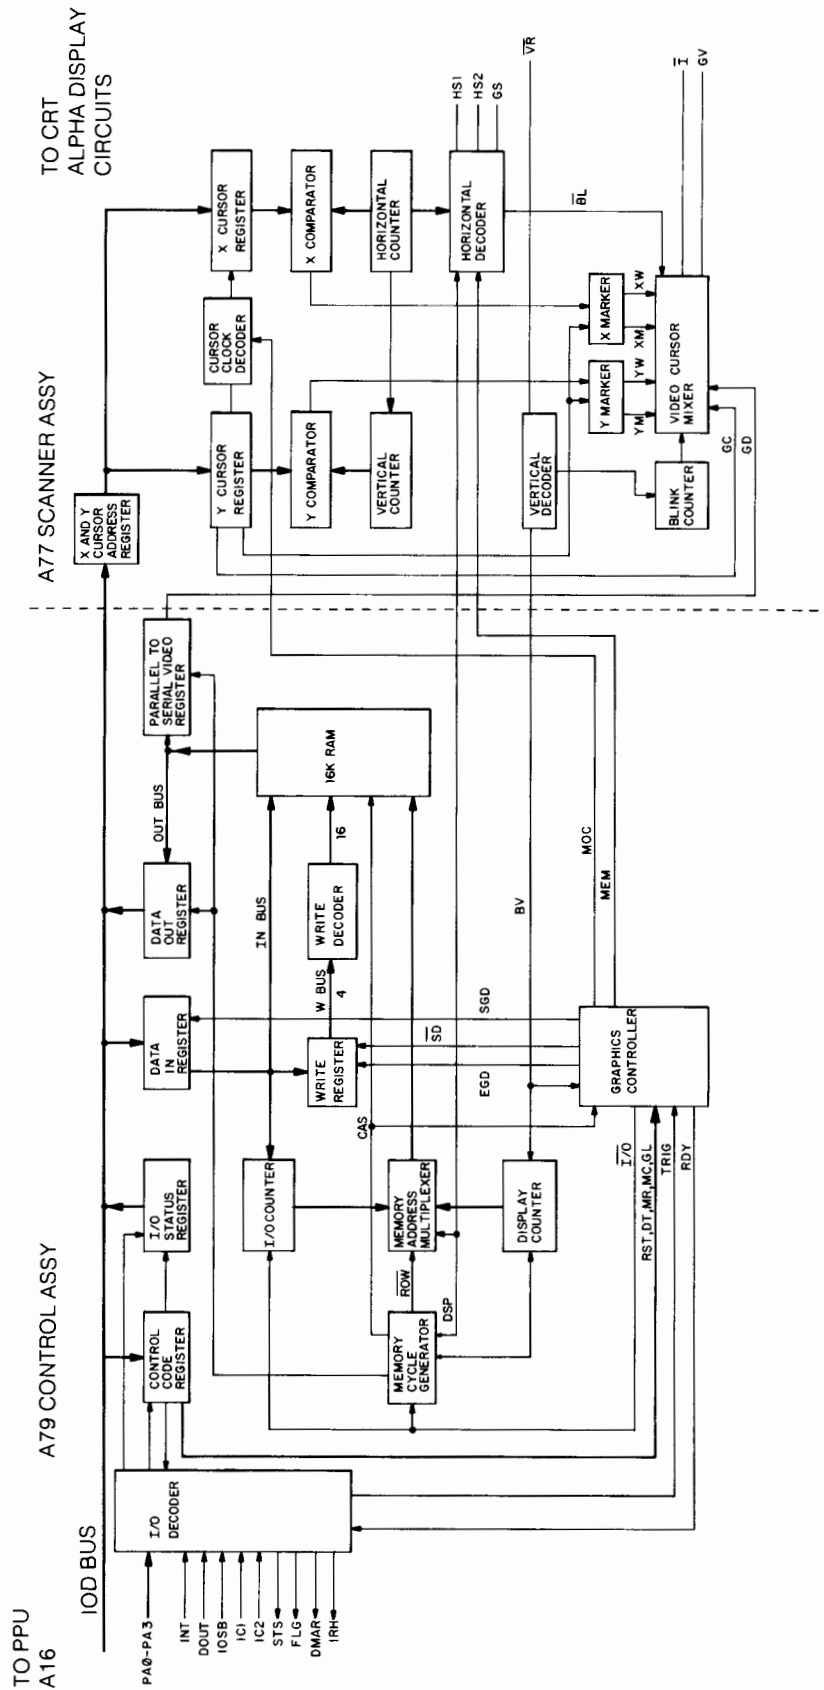 TO PPU
A16
IOD BUS
A79 CONTROL ASSY
A77 SCANNER ASSY
TO CRT
ALPHA DISPLAY
CIRCUITS
PA0-PA3
INT
DOUT
IOSB
IC1
IC2
STS
FLG
DMAR
IRH
I/O
DECODER
CONTROL
CODE
REGISTER
I/O
STATUS
REGISTER
DATA
IN
REGISTER
DATA
OUT
REGISTER
OUT BUS
PARALLEL TO
SERIAL VIDEO
REGISTER
X AND Y
CURSOR
ADDRESS
REGISTER
I/O COUNTER
IN BUS
WRITE
REGISTER
W BUS
4
WRITE
DECODER
16
16K RAM
CAS
MEMORY
CYCLE
GENERATOR
ROW
MEMORY
ADDRESS
MULTIPLEXER
DSP
DISPLAY
COUNTER
EGD
SD
SGD
BV
GRAPHICS
CONTROLLER
MOC
MEM
I/O
RST,DT,MR,MC,GL
TRIG
RDY
Y CURSOR
REGISTER
CURSOR
CLOCK
DECODER
X CURSOR
REGISTER
Y COMPARATOR
X COMPARATOR
VERTICAL
COUNTER
HORIZONTAL
COUNTER
HORIZONTAL
DECODER
HS1
HS2
GS
VERTICAL
DECODER
VR
BL
Y MARKER
X MARKER
YM
YW
XM
XW
BLINK
COUNTER
VIDEO CURSOR
MIXER
I
GV
GC
GD